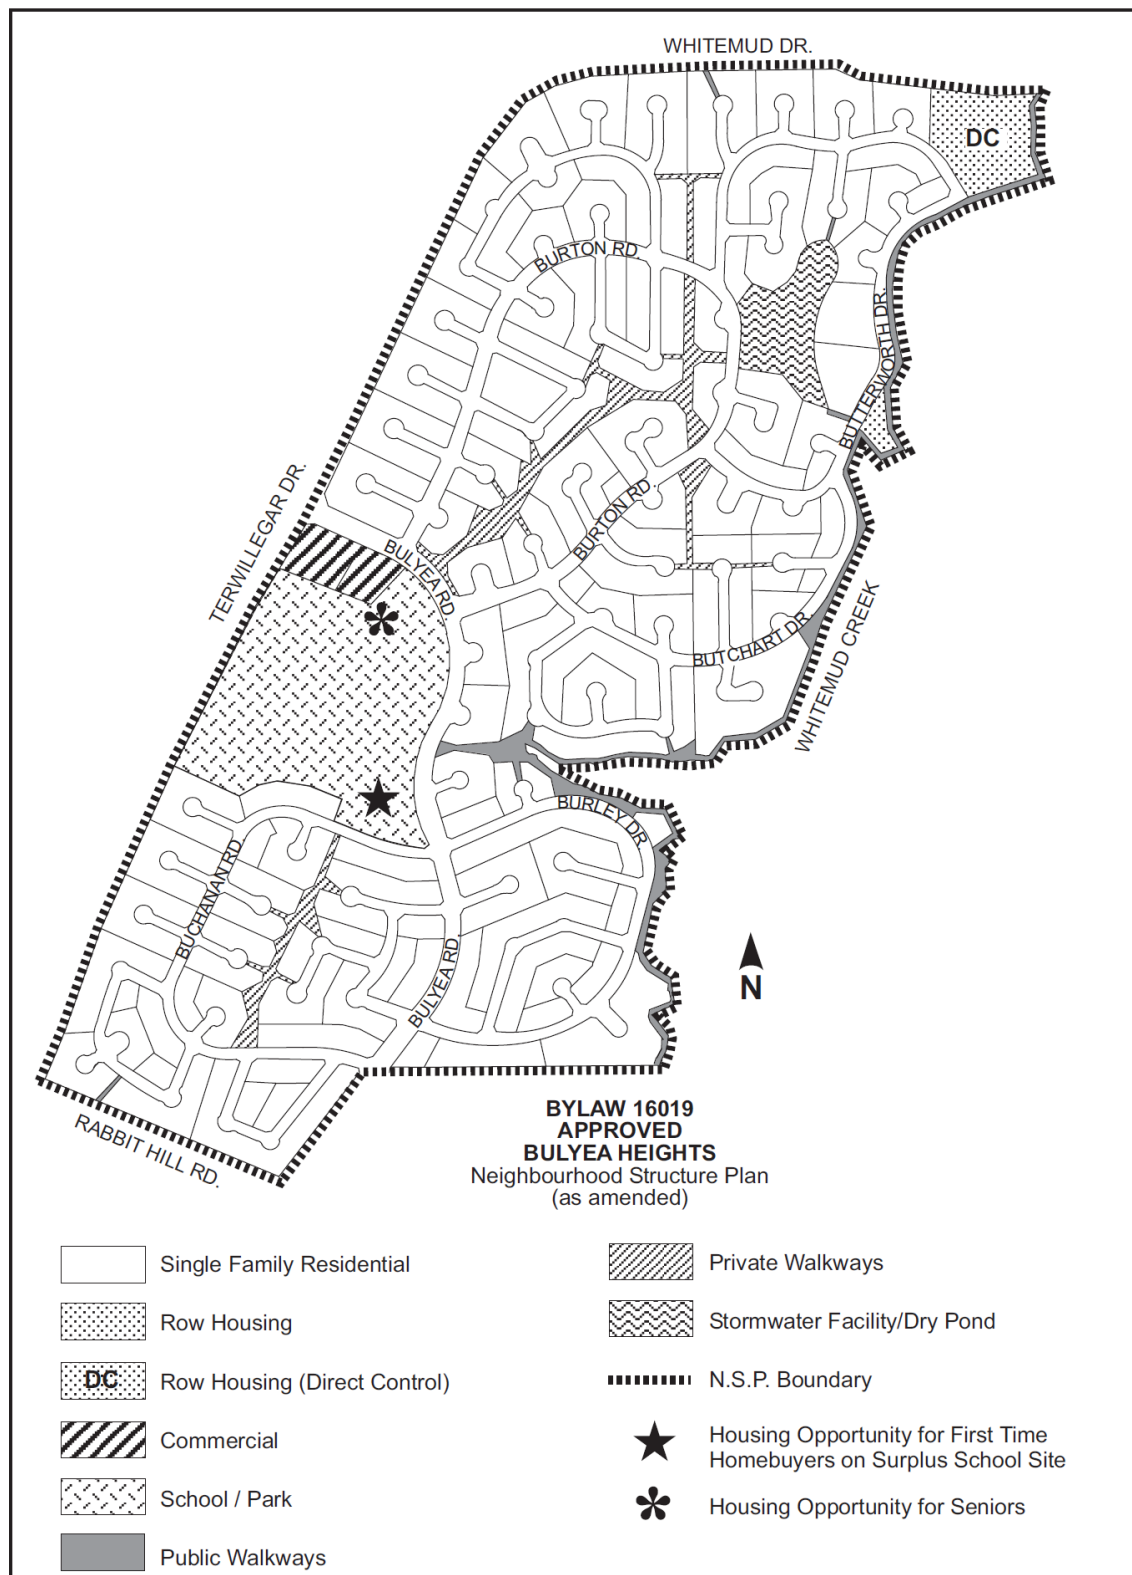 WHITEMUD DR.
DC
BURTON RD.
BUTTERWORTH DR.
TERWILLEGAR DR.
BURTON RD.
BULYEA RD.
WHITEMUD CREEK
BUTCHART DR.
BURLEY DR.
BUCHANAN RD.
BULYEA RD.
N
RABBIT HILL RD.
BYLAW 16019
APPROVED
BULYEA HEIGHTS
Neighbourhood Structure Plan
(as amended)
Single Family Residential
Row Housing
DC
Row Housing (Direct Control)
Commercial
School / Park
Public Walkways
Private Walkways
Stormwater Facility/Dry Pond
N.S.P. Boundary
Housing Opportunity for First Time
Homebuyers on Surplus School Site
Housing Opportunity for Seniors